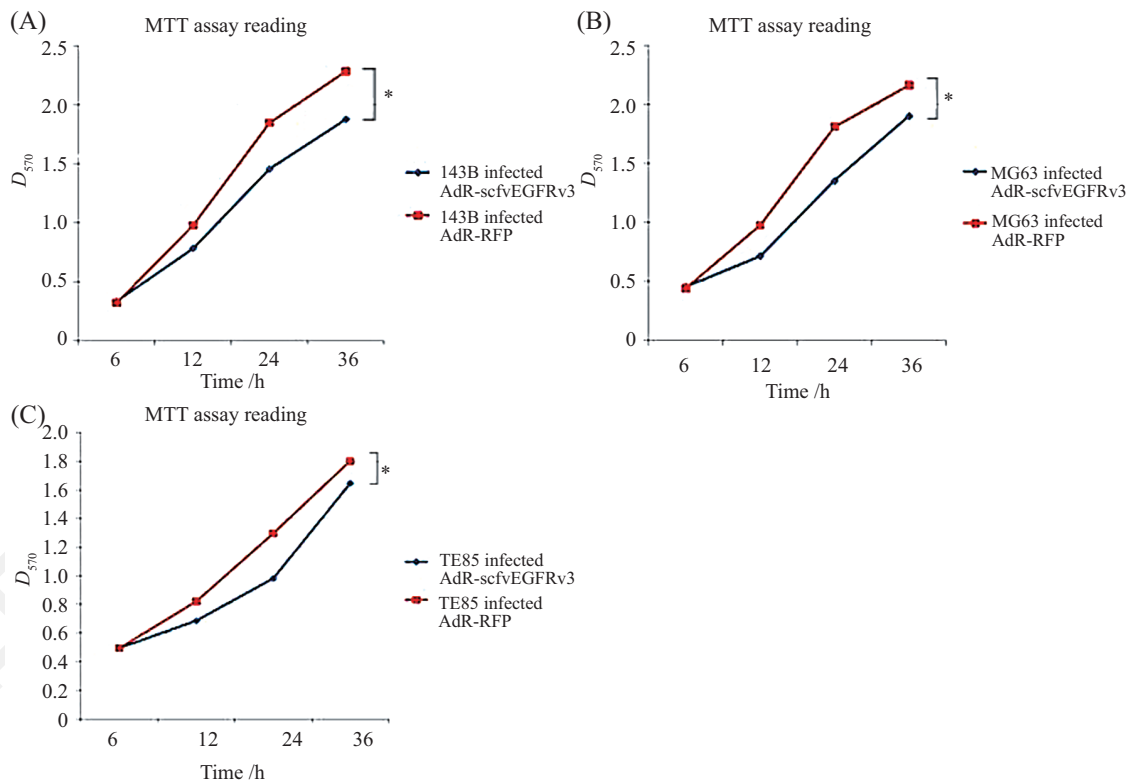 (A)
MTT assay reading
2.5
2.0
1.5
1.0
0.5
0
D570
6 12 24 36
Time /h
*
143B infected
AdR-scfvEGFRv3
143B infected
AdR-RFP
(B)
MTT assay reading
2.5
2.0
1.5
1.0
0.5
0
D570
6 12 24 36
Time /h
*
MG63 infected
AdR-scfvEGFRv3
MG63 infected
AdR-RFP
(C)
MTT assay reading
2.0
1.8
1.6
1.4
1.2
1.0
0.8
0.6
0.4
0.2
0
D570
6 12 24 36
Time /h
*
TE85 infected
AdR-scfvEGFRv3
TE85 infected
AdR-RFP